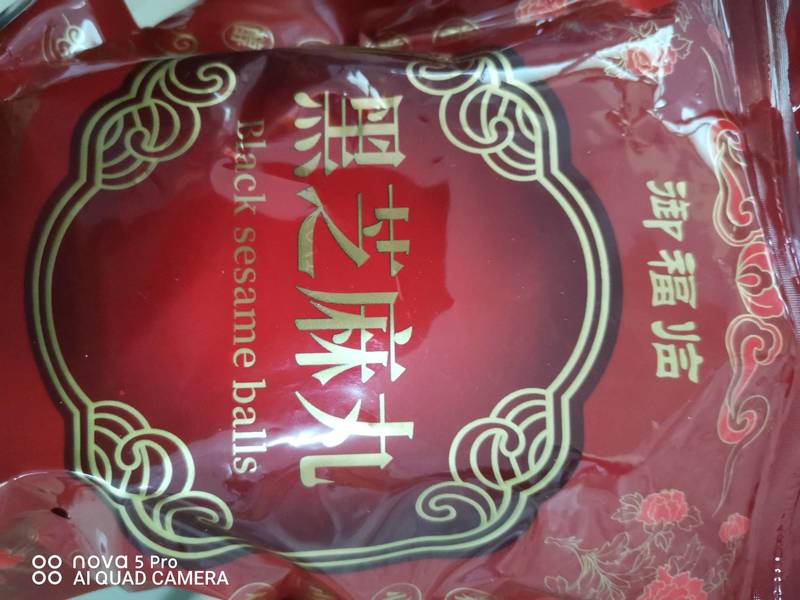 御福临
黑芝麻丸
Black sesame balls
nova 5 Pro
AI QUAD CAMERA